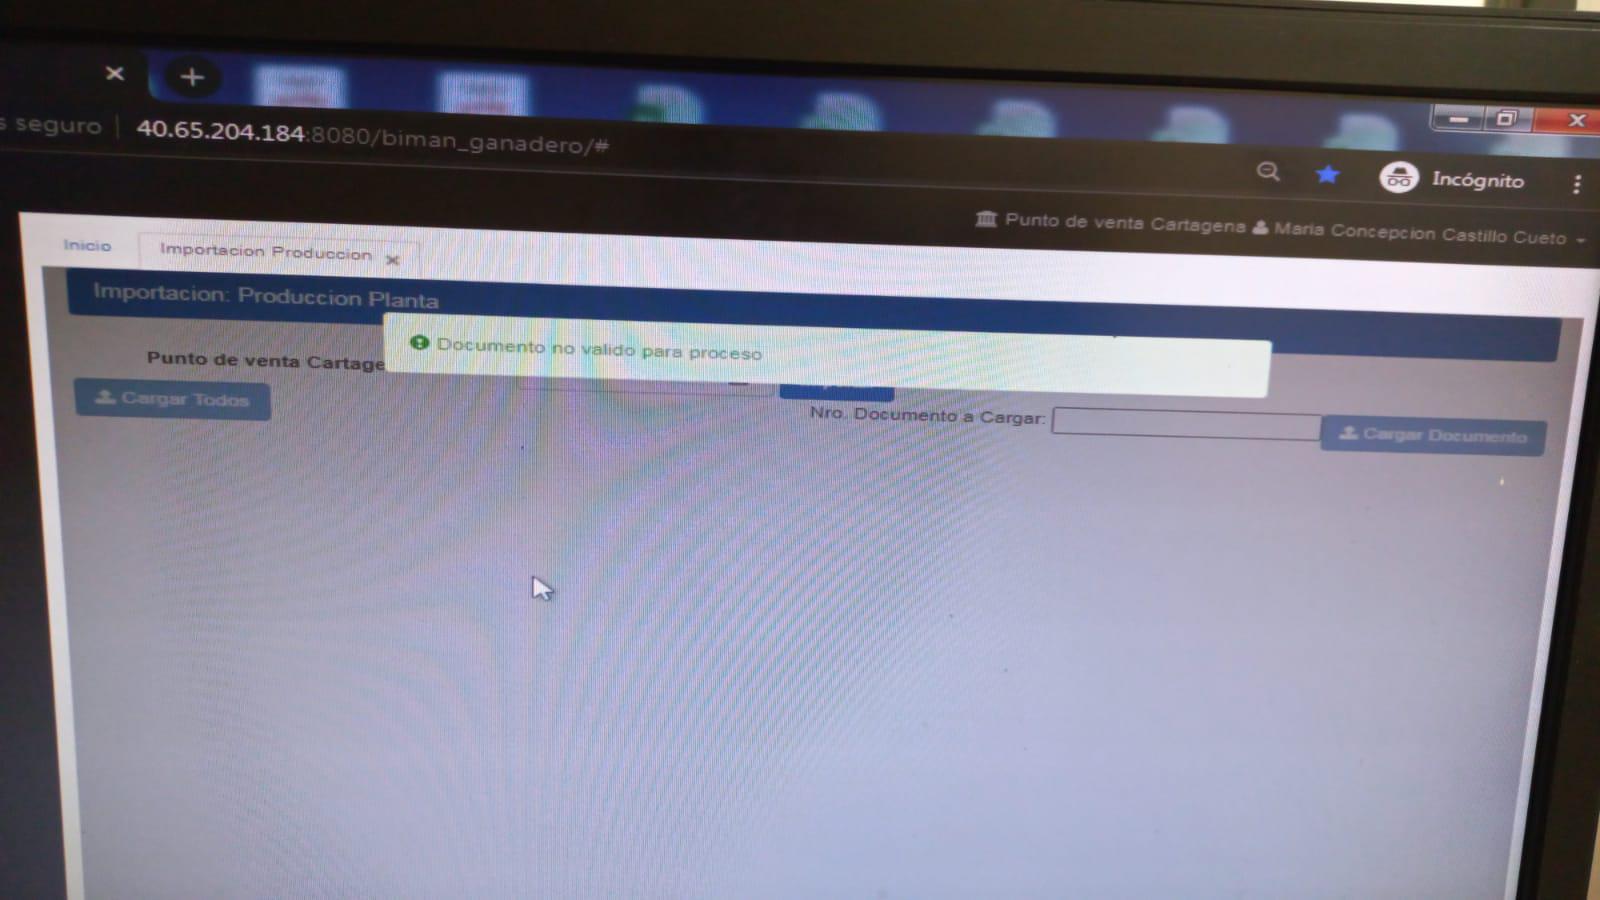 s seguro | 40.65.204.184:8080/biman_ganadero/#
Incógnito
Punto de venta Cartagena Maria Concepcion Castillo Cueto
Inicio Importacion Produccion
Importacion: Produccion Planta
Documento no valido para proceso
Punto de venta Cartage
Cargar Todos
Nro. Documento a Cargar: Cargar Documento